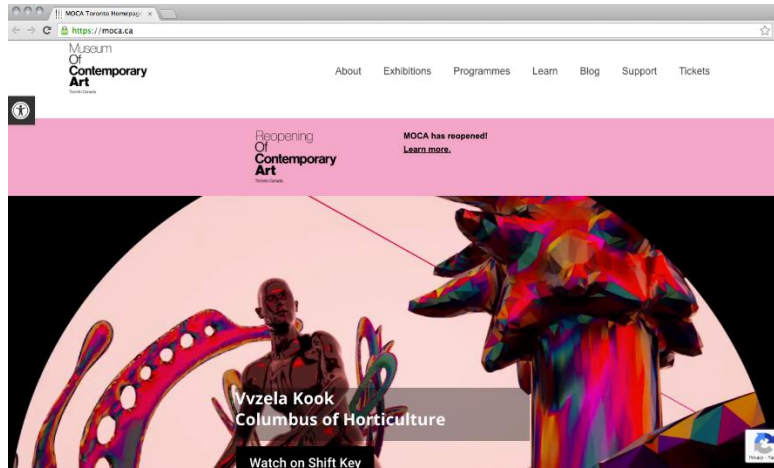 MOCA Toronto Homepage
https://moca.ca
Museum
Of
Contemporary
Art
Toronto Canada
About Exhibitions Programmes Learn Blog Support Tickets
Reopening
Of
Contemporary
Art
Toronto Canada
MOCA has reopened!
Learn more.
Vvzela Kook
Columbus of Horticulture
Watch on Shift Key
Privacy - Te